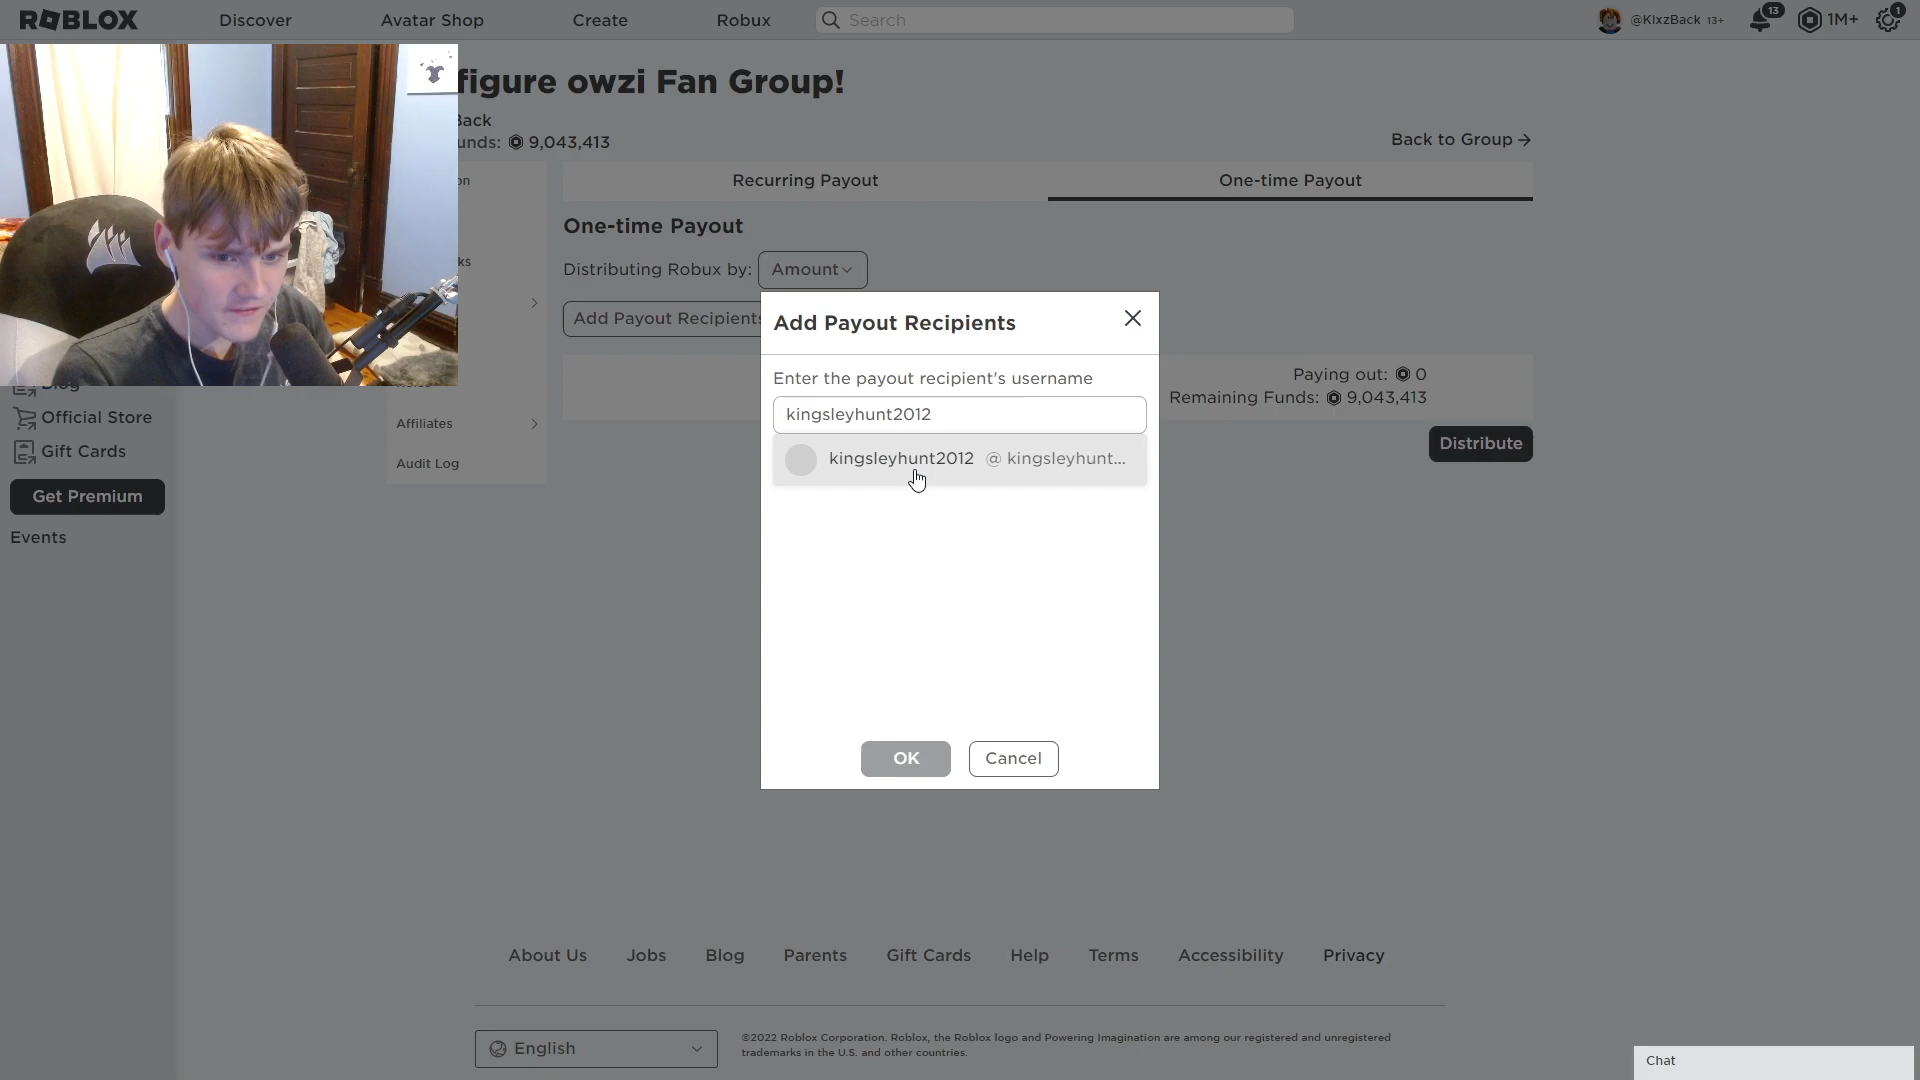 ROBLOX
Discover
Avatar Shop
Create
Robux
Search
@KlxzBack 13+
13
1M+
1
figure owzi Fan Group!
Back
unds: 9,043,413
Back to Group
on
ks
Recurring Payout
One-time Payout
One-time Payout
Distributing Robux by: Amount
Add Payout Recipients
Add Payout Recipients
Enter the payout recipient's username
kingsleyhunt2012
kingsleyhunt2012 @ kingsleyhunt...
OK
Cancel
Paying out: 0
Remaining Funds: 9,043,413
Distribute
Blog
Official Store
Gift Cards
Get Premium
Events
Affiliates
Audit Log
About Us
Jobs
Blog
Parents
Gift Cards
Help
Terms
Accessibility
Privacy
English
©2022 Roblox Corporation. Roblox, the Roblox logo and Powering Imagination are among our registered and unregistered
trademarks in the U.S. and other countries.
Chat